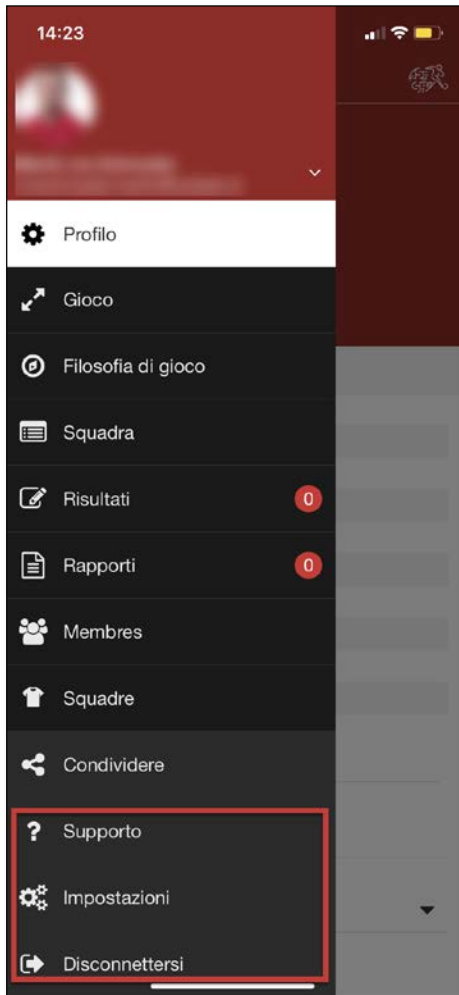 14:23
Profilo
Gioco
Filosofia di gioco
Squadra
Risultati 0
Rapporti 0
Membres
Squadre
Condividere
? Supporto
Impostazioni
Disconnettersi